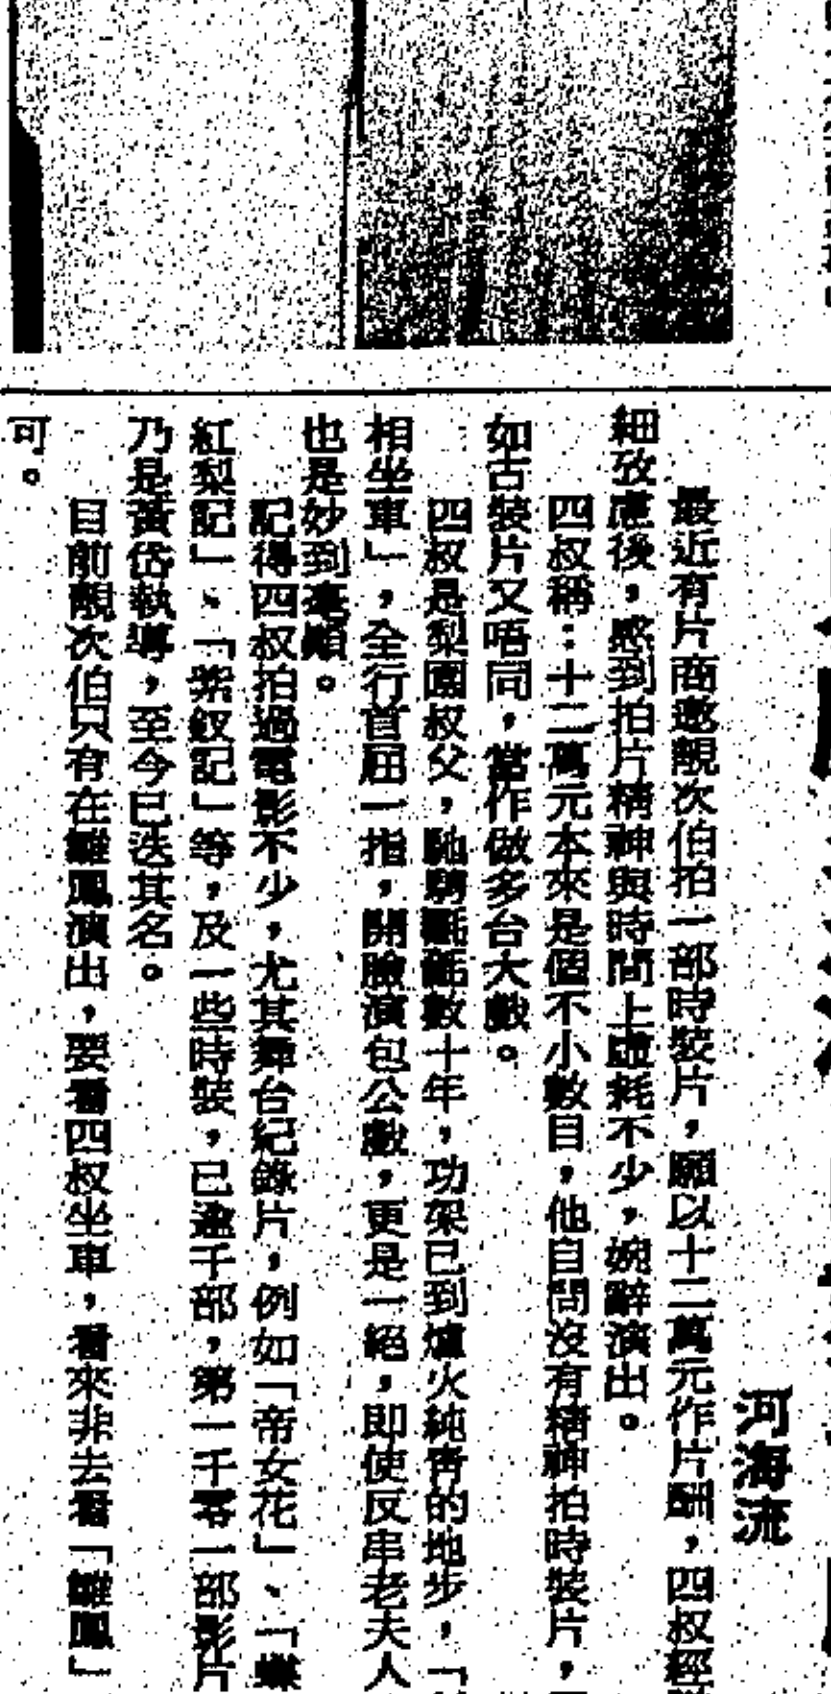 河海流
最近有片商邀靚次伯拍一部時裝片，願以十二萬元作片酬，四叔經
細攷慮後，感到拍片精神與時間上虛耗不少，婉辭演出。
四叔稱：十二萬元本來是個不小數目，他自問沒有精神拍時裝片，
如古裝片又唔同，當作做多台大戲。
四叔是梨園叔父，馳騁氍毹數十年，功架已到爐火純青的地步，「
相坐車」，全行首屈一指，開臉演包公戲，更是一絕，即使反串老夫人
也是妙到毫顛。
記得四叔拍過電影不少，尤其舞台紀錄片，例如「帝女花」、「蝶
紅梨記」、「紫釵記」等，及一些時裝，已逾千部，第一千零一部影片
乃是黃岱執導，至今已迭其名。
目前靚次伯只有在雛鳳演出，要看四叔坐車，看來非去看「雛鳳」
可。